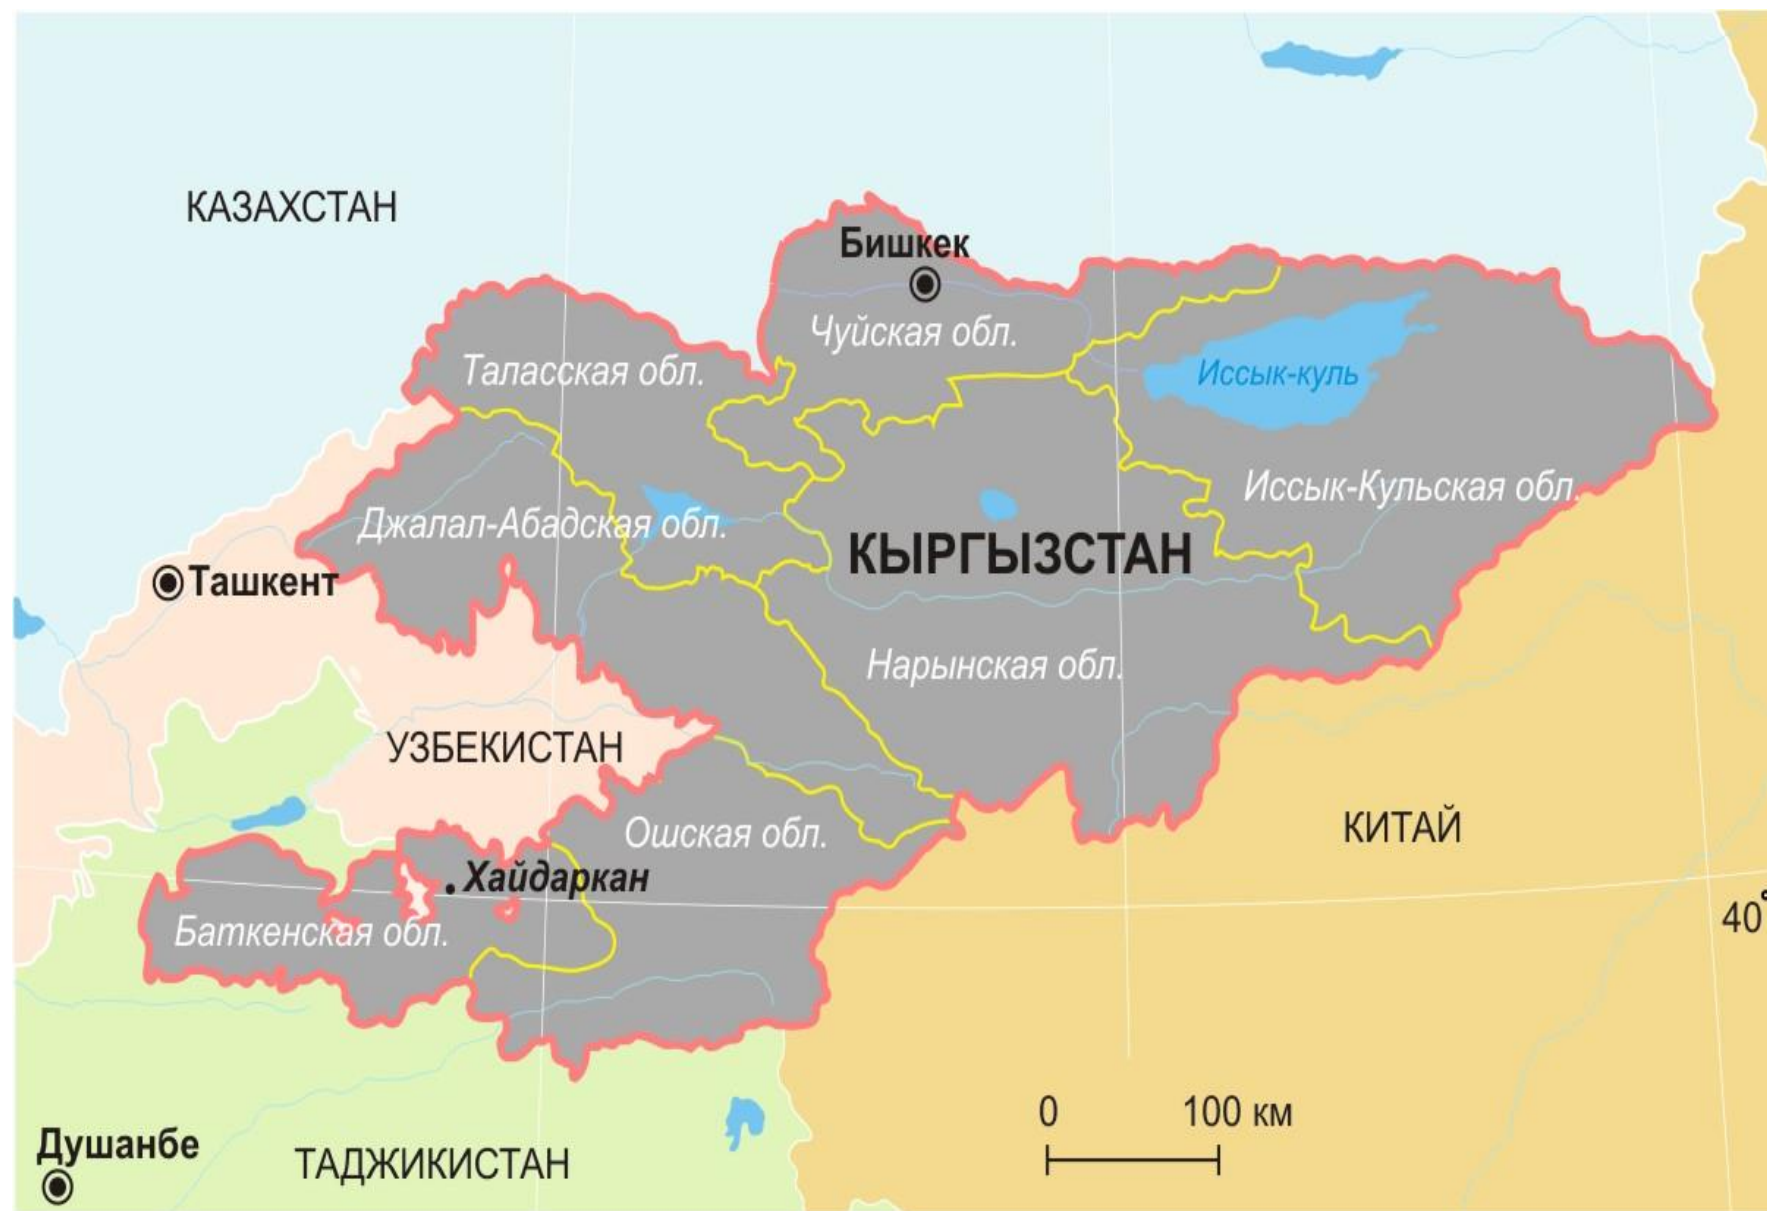 КАЗАХСТАН
Бишкек
Чуйская обл.
Таласская обл.
Иссык-куль
Иссык-Кульская обл.
Джалал-Абадская обл.
КЫРГЫЗСТАН
Ташкент
Нарынская обл.
УЗБЕКИСТАН
Ошская обл.
КИТАЙ
Хайдаркан
Баткенская обл.
40°
0 100 км
Душанбе
ТАДЖИКИСТАН